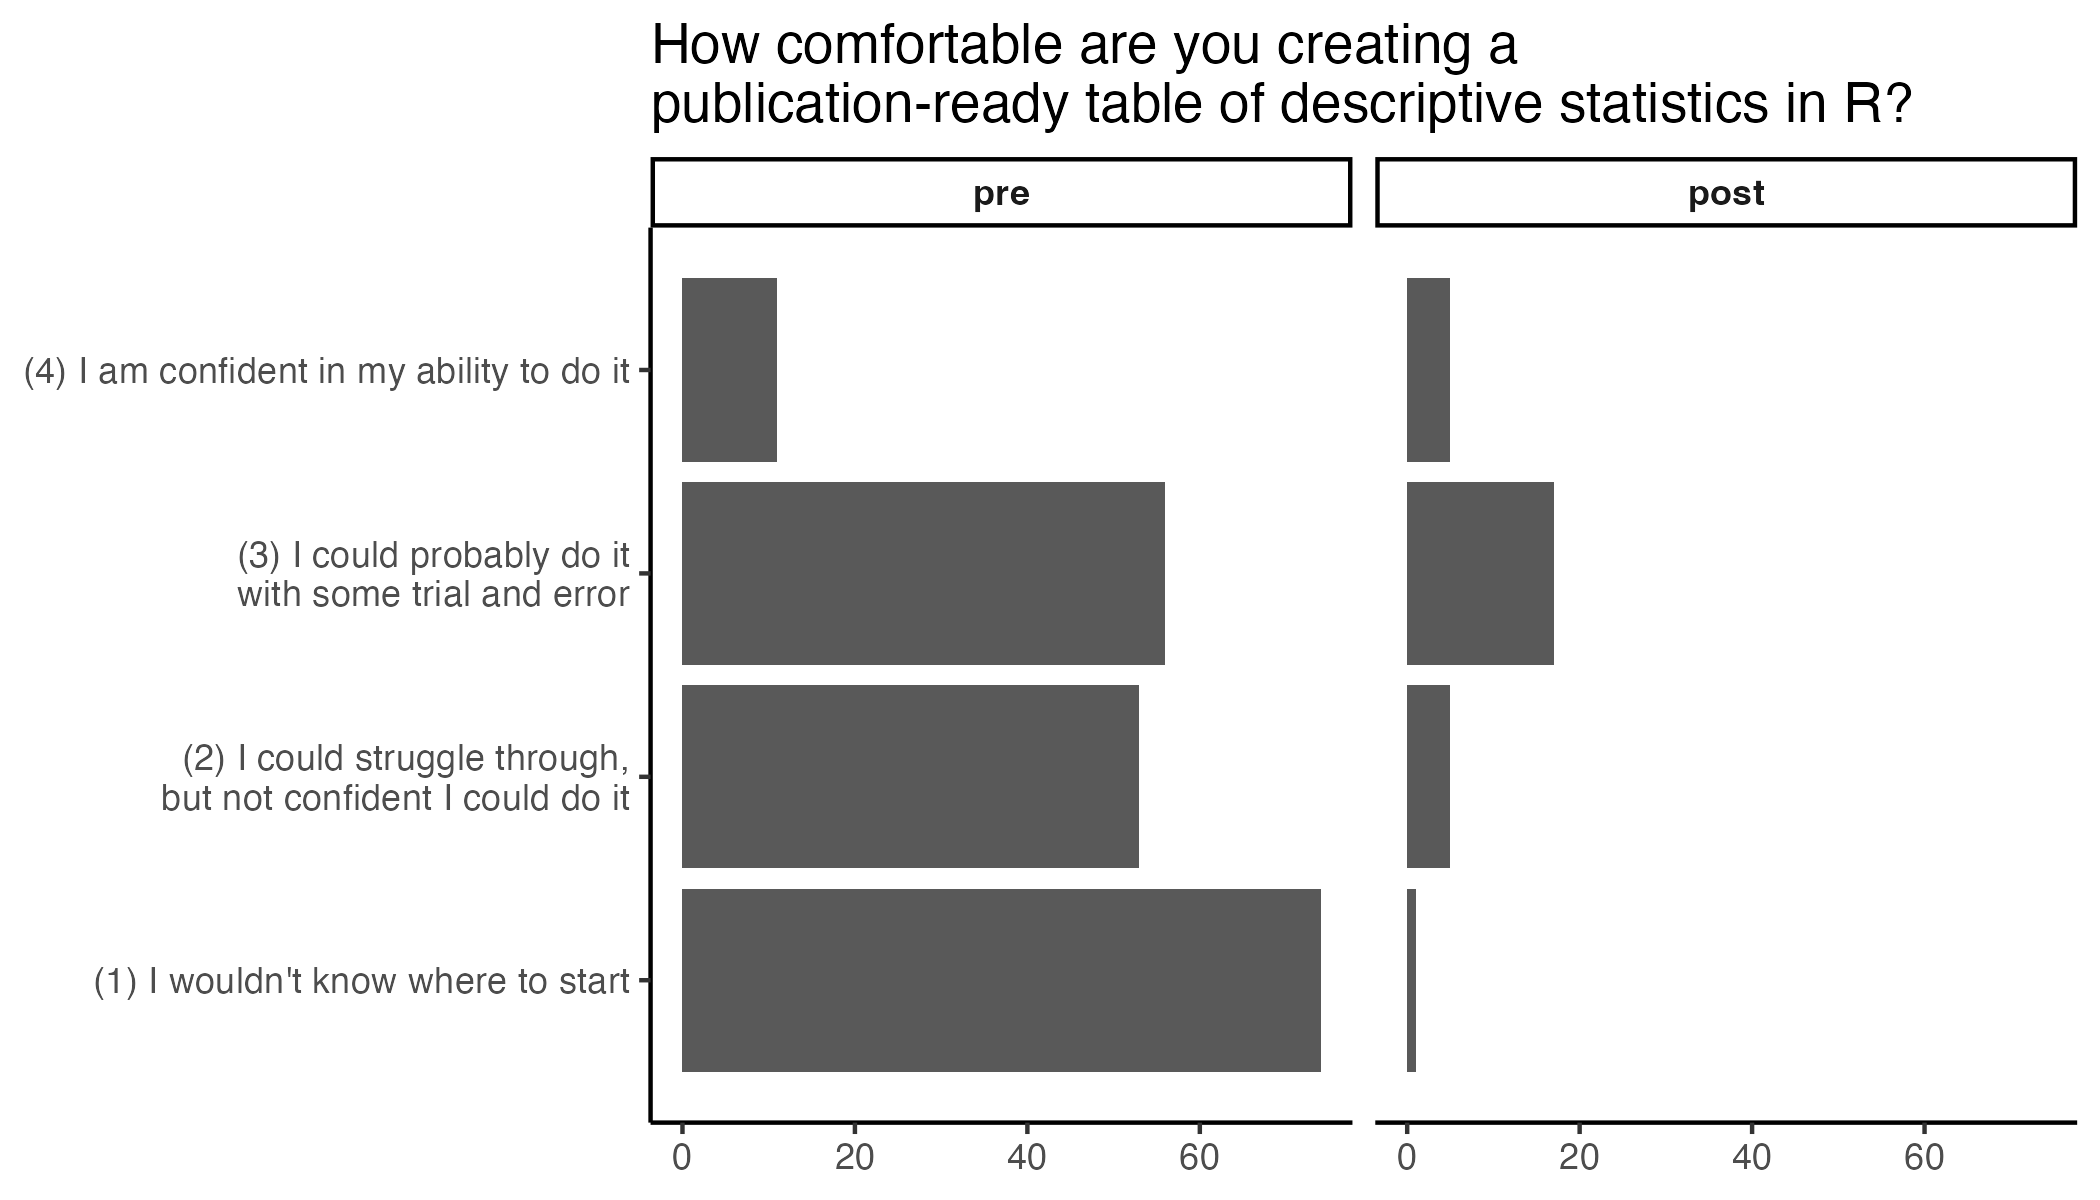 How comfortable are you creating a
publication-ready table of descriptive statistics in R?
pre
post
(4) I am confident in my ability to do it
(3) I could probably do it
with some trial and error
(2) I could struggle through,
but not confident I could do it
(1) I wouldn't know where to start
0 20 40 60
0 20 40 60